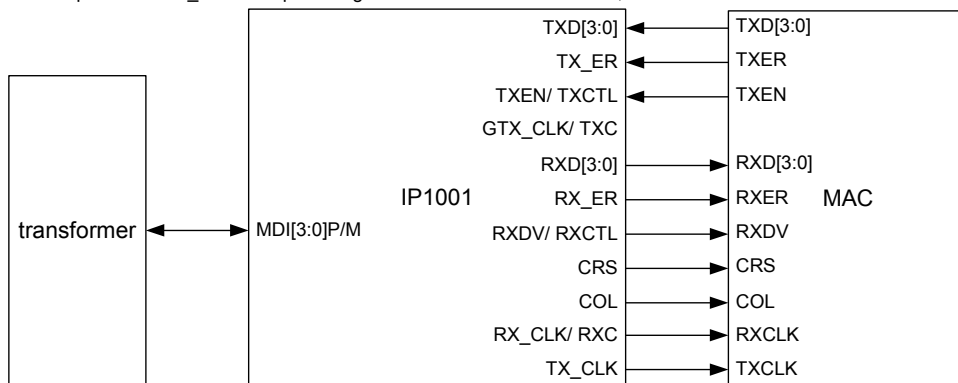 TXD[3:0] TXD[3:0]
TX_ER TXER
TXEN/ TXCTL TXEN
GTX_CLK/ TXC
RXD[3:0] RXD[3:0]
IP1001 RX_ER RXER MAC
transformer MDI[3:0]P/M RXDV/ RXCTL RXDV
CRS CRS
COL COL
RX_CLK/ RXC RXCLK
TX_CLK TXCLK